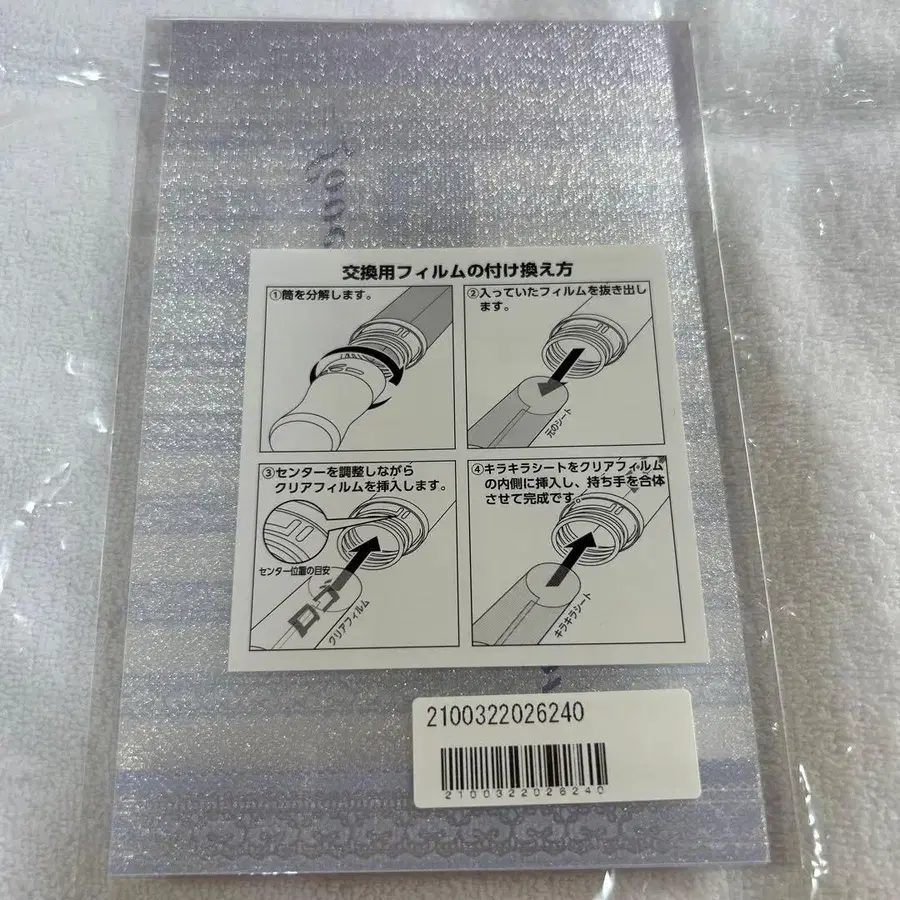 交換用フィルムの付け換え方
①筒を分解します。
②入っていたフィルムを抜き出し
ます。
元のシート
③センターを調整しながら
クリアフィルムを挿入します。
センター位置の目安
ロゴ
クリアフィルム
④キラキラシートをクリアフィルム
の内側に挿入し、持ち手を合体
させて完成です。
キラキラシート
2100322026240
2100322026240